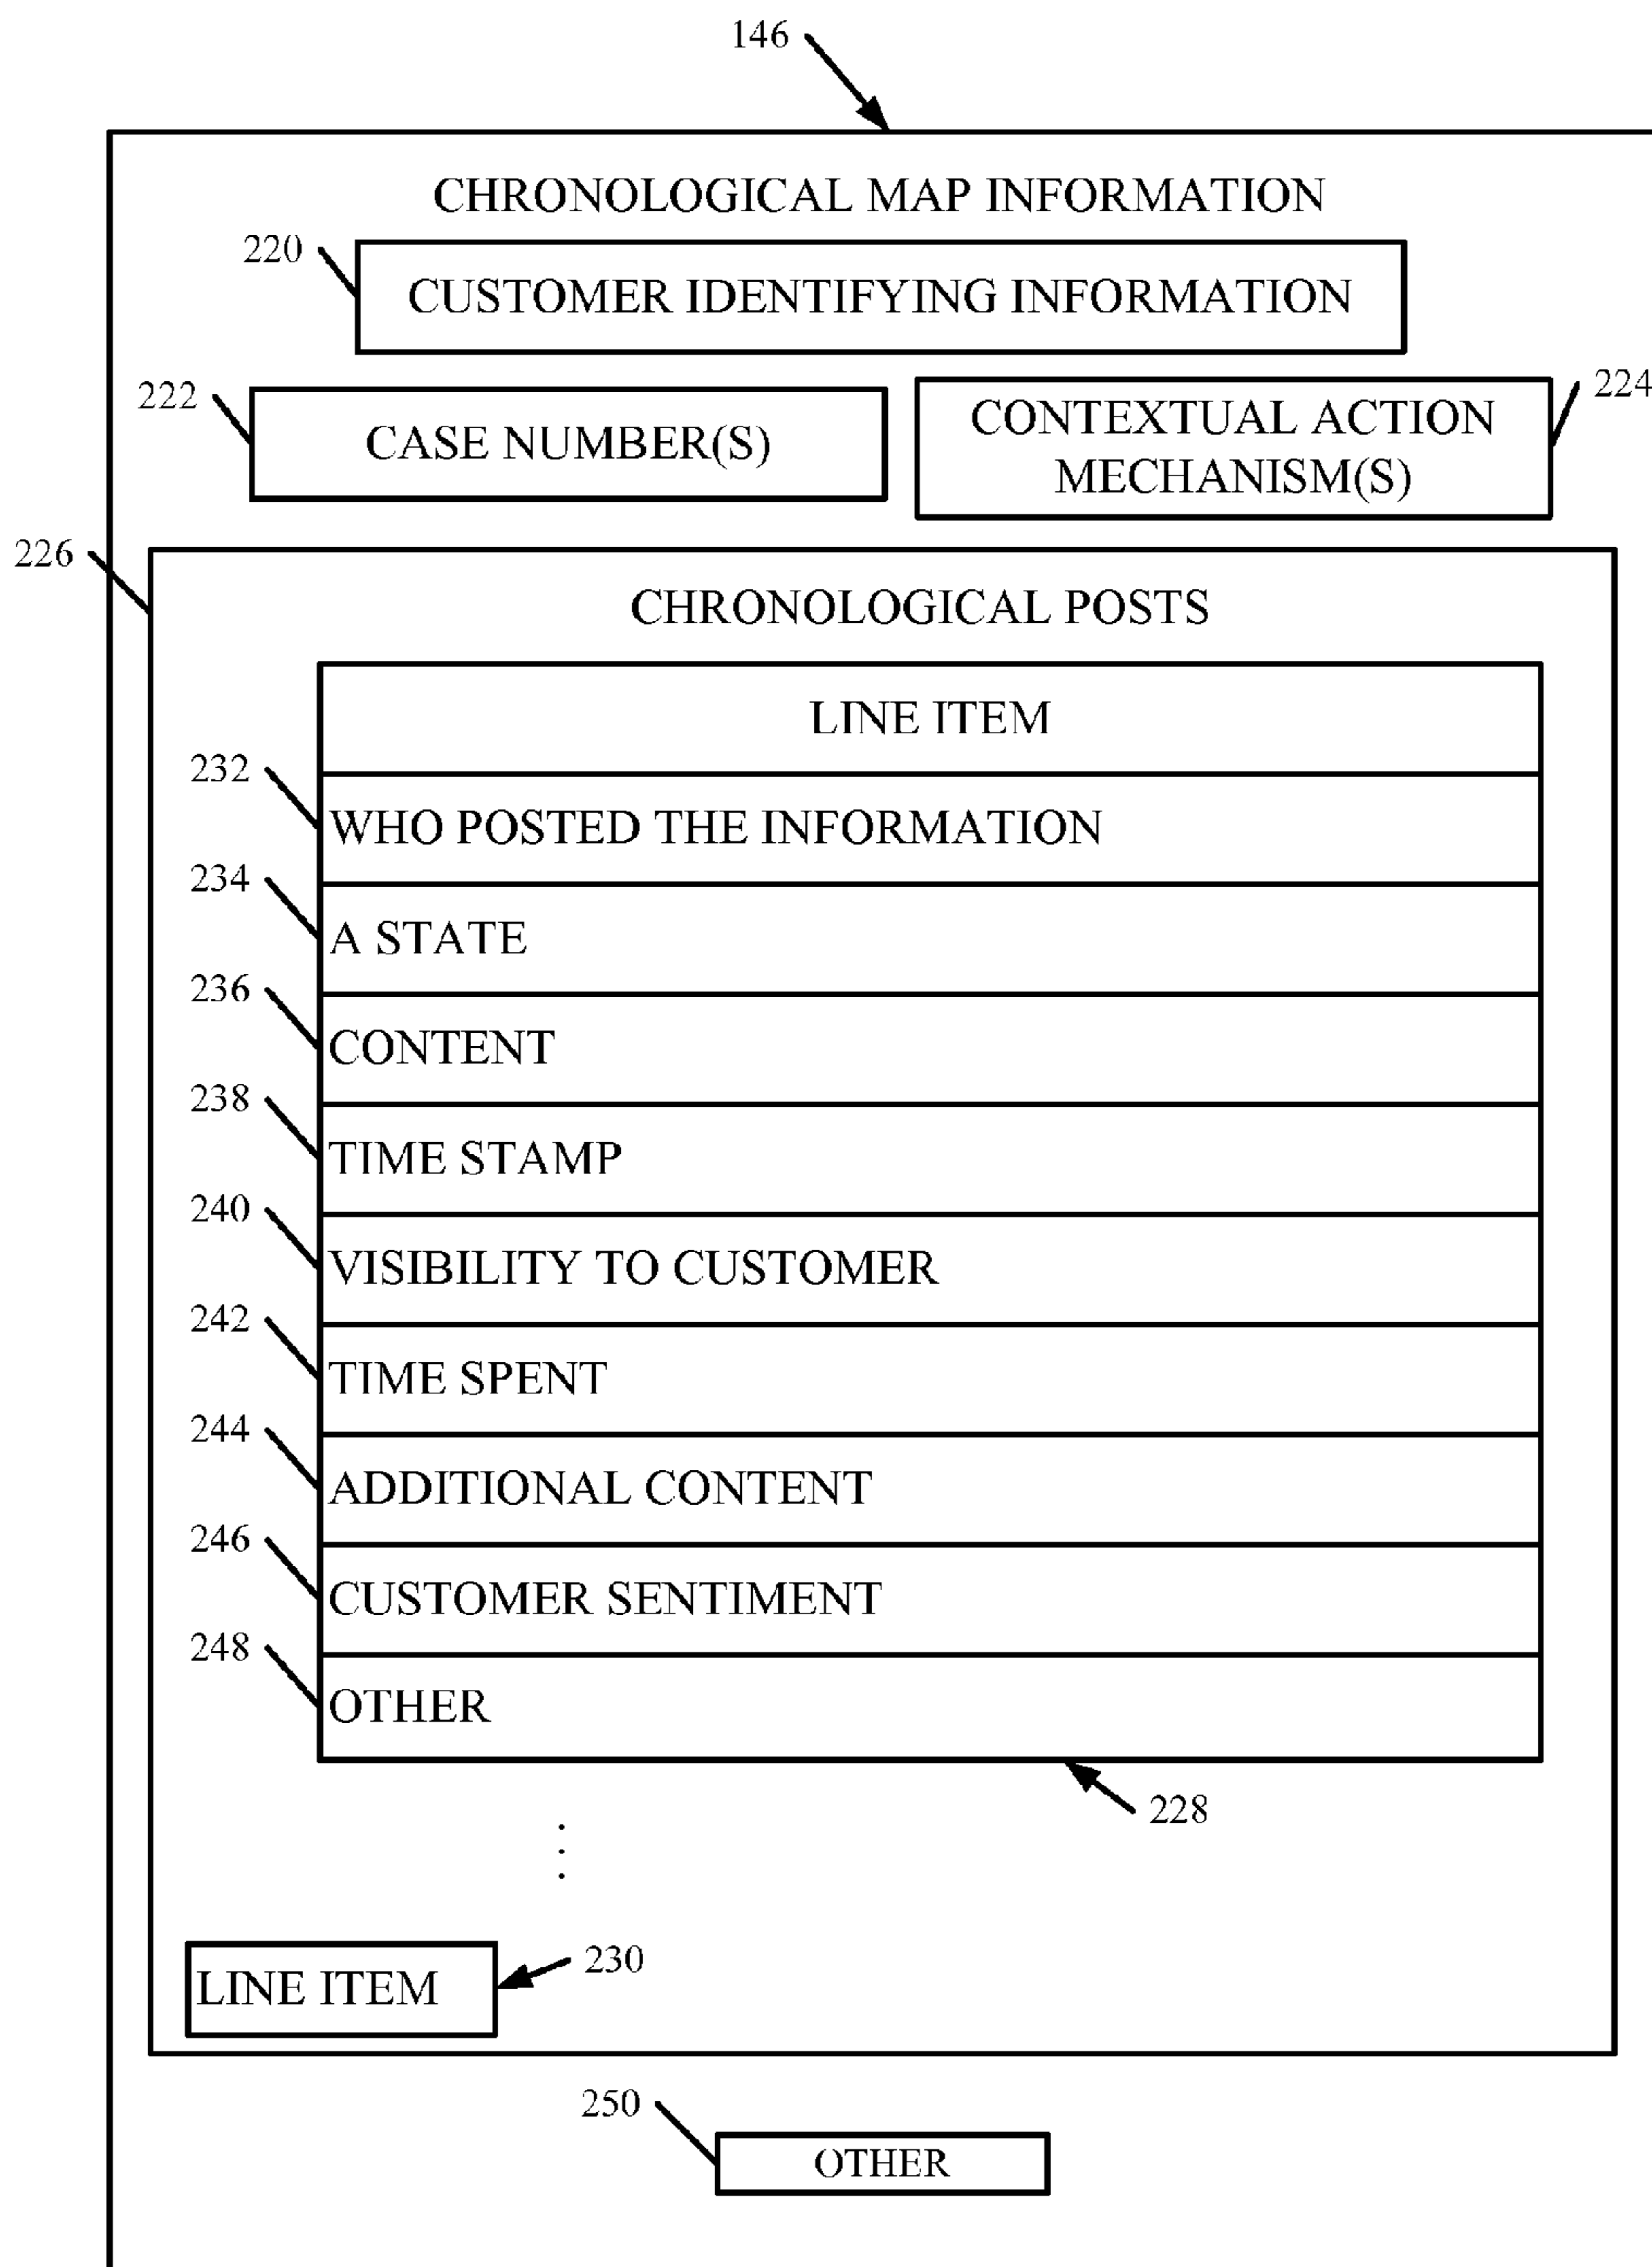 146
CHRONOLOGICAL MAP INFORMATION
220
CUSTOMER IDENTIFYING INFORMATION
222
CASE NUMBER(S)
CONTEXTUAL ACTION
MECHANISM(S)
224
226
CHRONOLOGICAL POSTS
LINE ITEM
232
WHO POSTED THE INFORMATION
234
A STATE
236
CONTENT
238
TIME STAMP
240
VISIBILITY TO CUSTOMER
242
TIME SPENT
244
ADDITIONAL CONTENT
246
CUSTOMER SENTIMENT
248
OTHER
228
LINE ITEM
230
250
OTHER